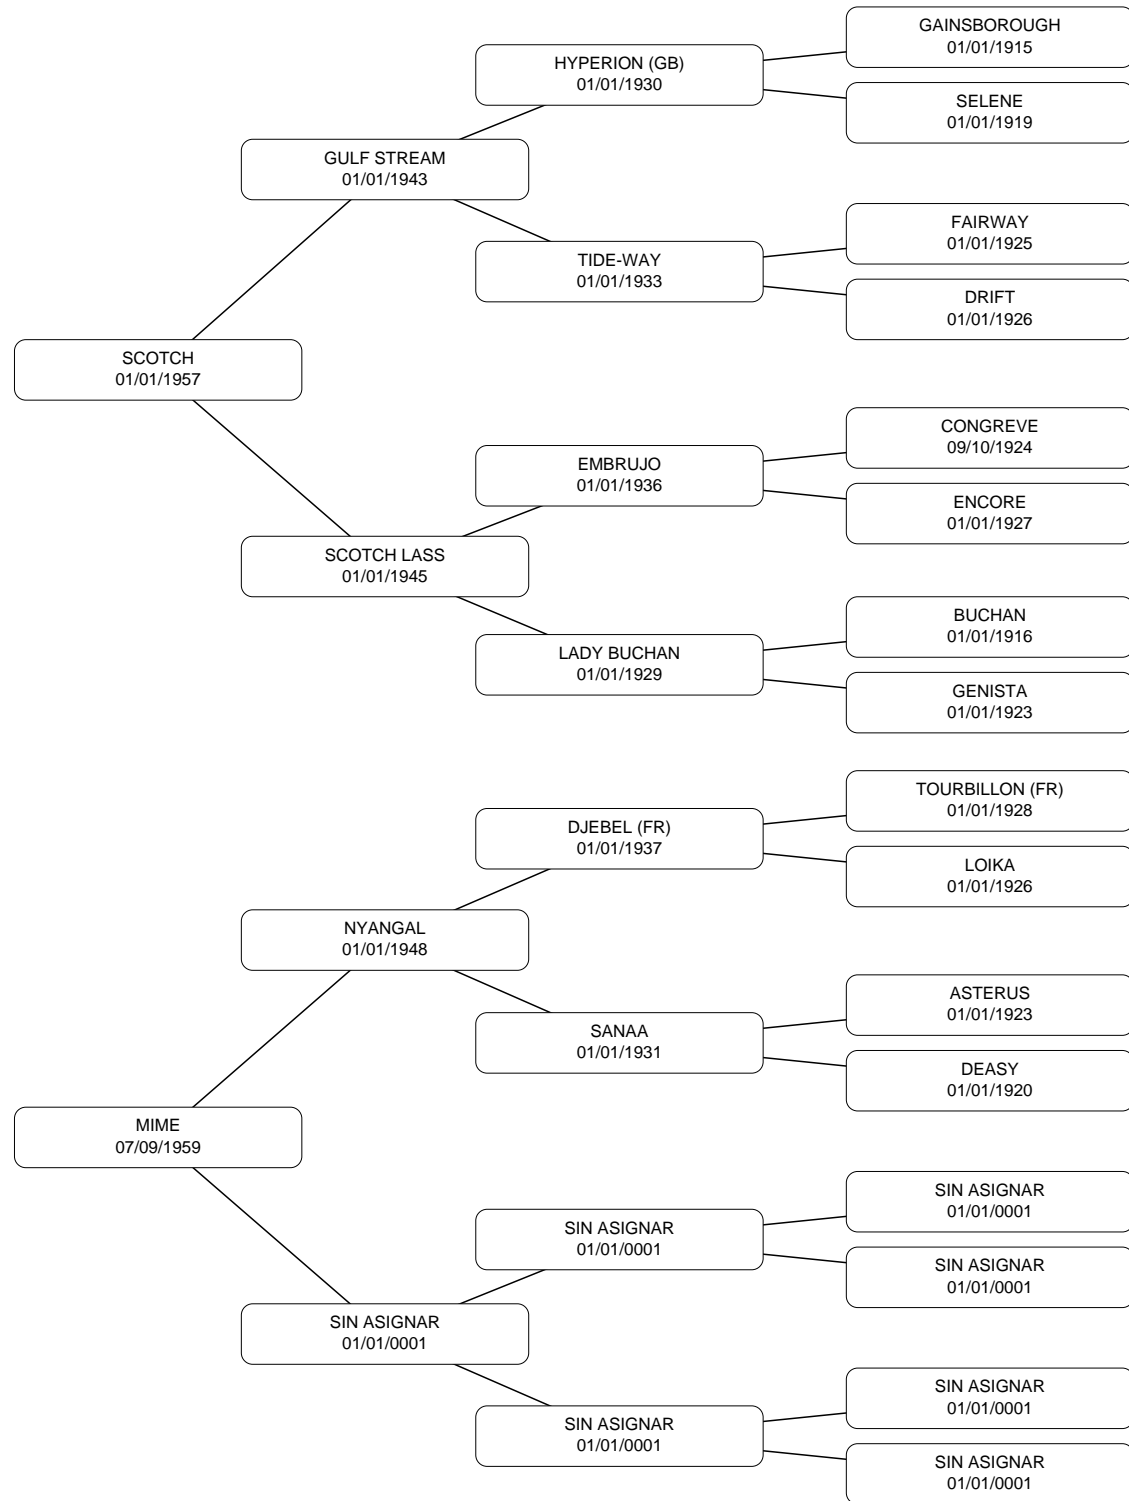 GAINSBOROUGH
01/01/1915
HYPERION (GB)
01/01/1930
SELENE
01/01/1919
GULF STREAM
01/01/1943
FAIRWAY
01/01/1925
TIDE-WAY
01/01/1933
DRIFT
01/01/1926
SCOTCH
01/01/1957
CONGREVE
09/10/1924
EMBRUJO
01/01/1936
ENCORE
01/01/1927
SCOTCH LASS
01/01/1945
BUCHAN
01/01/1916
LADY BUCHAN
01/01/1929
GENISTA
01/01/1923
TOURBILLON (FR)
01/01/1928
DJEBEL (FR)
01/01/1937
LOIKA
01/01/1926
NYANGAL
01/01/1948
ASTERUS
01/01/1923
SANAA
01/01/1931
DEASY
01/01/1920
MIME
07/09/1959
SIN ASIGNAR
01/01/0001
SIN ASIGNAR
01/01/0001
SIN ASIGNAR
01/01/0001
SIN ASIGNAR
01/01/0001
SIN ASIGNAR
01/01/0001
SIN ASIGNAR
01/01/0001
SIN ASIGNAR
01/01/0001